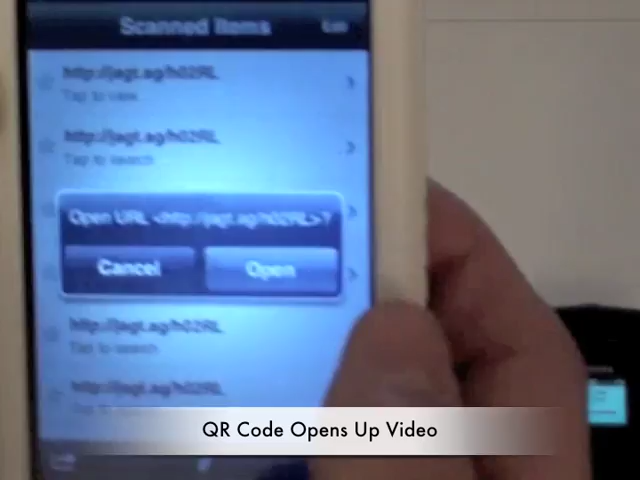 Scanned Items
Edit
http://jagt.ag/h02RL
Tap to view
http://jagt.ag/h02RL
Tap to search
Open URL <http://jagt.ag/h02RL>?
Cancel
Open
http://jagt.ag/h02RL
Tap to search
http://jagt.ag/h02RL
QR Code Opens Up Video